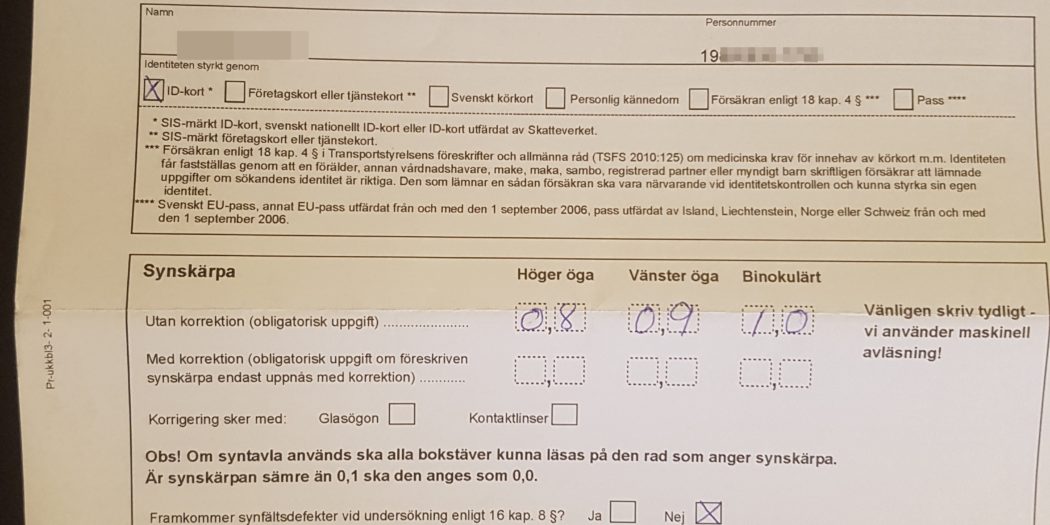 Namn
Personnummer
19
Identiteten styrkt genom
X ID-kort * Företagskort eller tjänstekort ** Svenskt körkort Personlig kännedom Försäkran enligt 18 kap. 4 § *** Pass ****
* SIS-märkt ID-kort, svenskt nationellt ID-kort eller ID-kort utfärdat av Skatteverket.
** SIS-märkt företagskort eller tjänstekort.
*** Försäkran enligt 18 kap. 4 § i Transportstyrelsens föreskrifter och allmänna råd (TSFS 2010:125) om medicinska krav för innehav av körkort m.m. Identiteten
får fastställas genom att en förälder, annan vårdnadshavare, make, maka, sambo, registrerad partner eller myndigt barn skriftligen försäkrar att lämnade
uppgifter om sökandens identitet är riktiga. Den som lämnar en sådan försäkran ska vara närvarande vid identitetskontrollen och kunna styrka sin egen
identitet.
**** Svenskt EU-pass, annat EU-pass utfärdat från och med den 1 september 2006, pass utfärdat av Island, Liechtenstein, Norge eller Schweiz från och med
den 1 september 2006.
Synskärpa Höger öga Vänster öga Binokulärt
Utan korrektion (obligatorisk uppgift) ...................... 0,8 0,9 1,0
Vänligen skriv tydligt -
vi använder maskinell
avläsning!
Med korrektion (obligatorisk uppgift om föreskriven
synskärpa endast uppnås med korrektion) ............ , , ,
Korrigering sker med: Glasögon Kontaktlinser
Obs! Om syntavla används ska alla bokstäver kunna läsas på den rad som anger synskärpa.
Är synskärpan sämre än 0,1 ska den anges som 0,0.
Framkommer synfältsdefekter vid undersökning enligt 16 kap. 8 §? Ja Nej X
Pr-ukkbl3- 2- 1-001